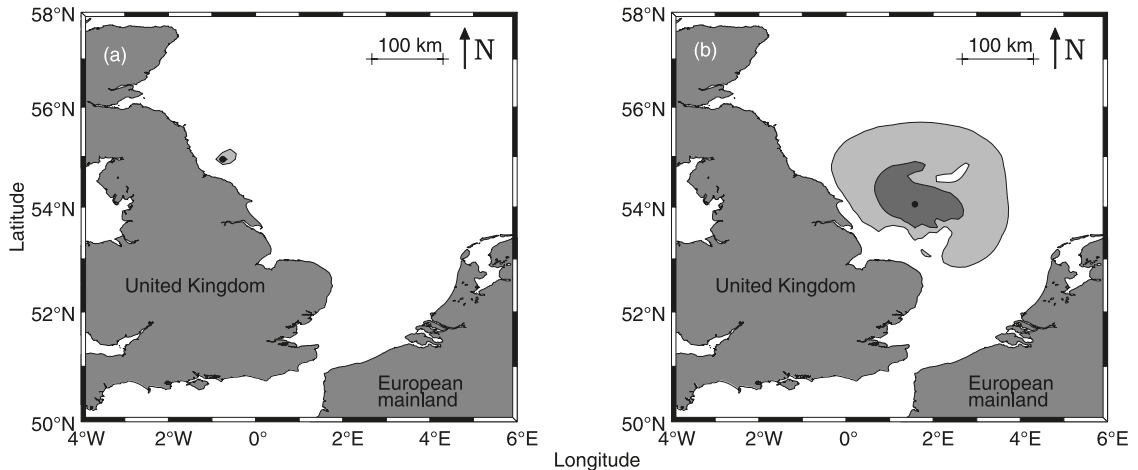 58°N
56°N
54°N
52°N
50°N
Latitude
(a)
100 km
N
United Kingdom
European
mainland
4°W
2°W
0°
2°E
4°E
6°E
58°N
56°N
54°N
52°N
50°N
(b)
100 km
N
United Kingdom
European
mainland
4°W
2°W
0°
2°E
4°E
6°E
Longitude